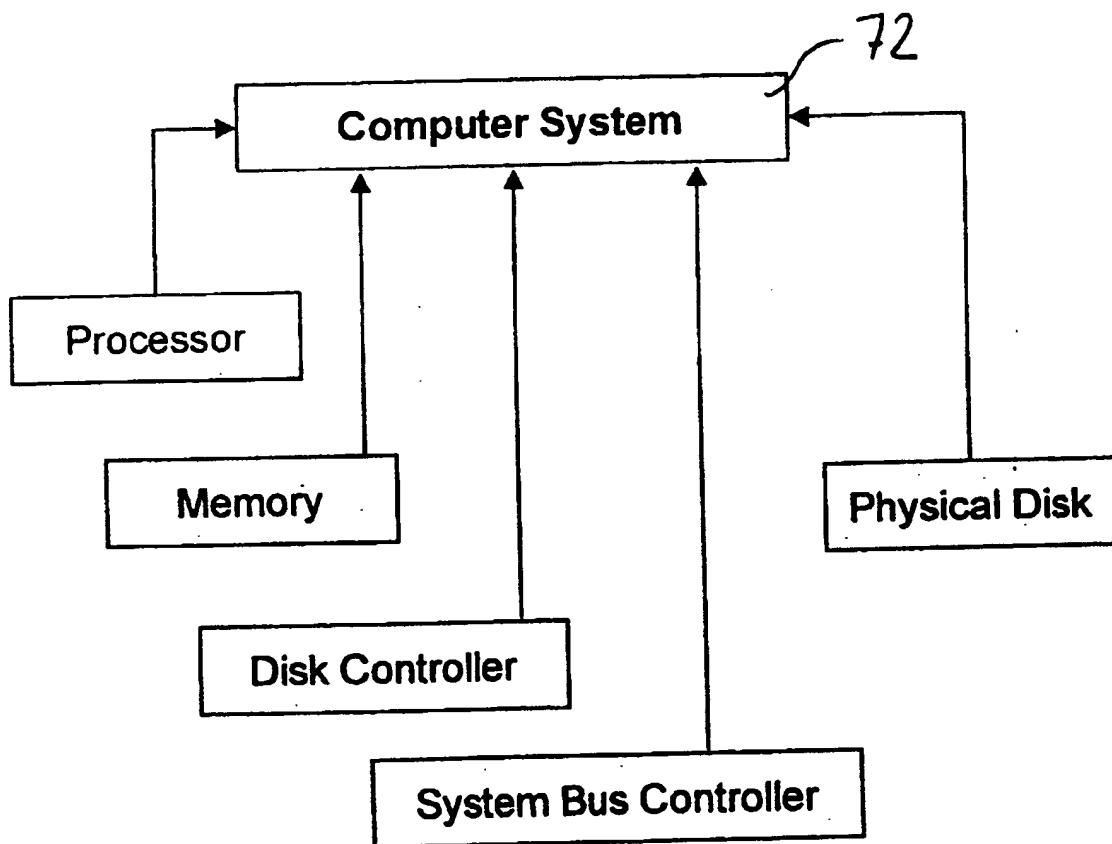 72
Computer System
Processor
Memory
Physical Disk
Disk Controller
System Bus Controller